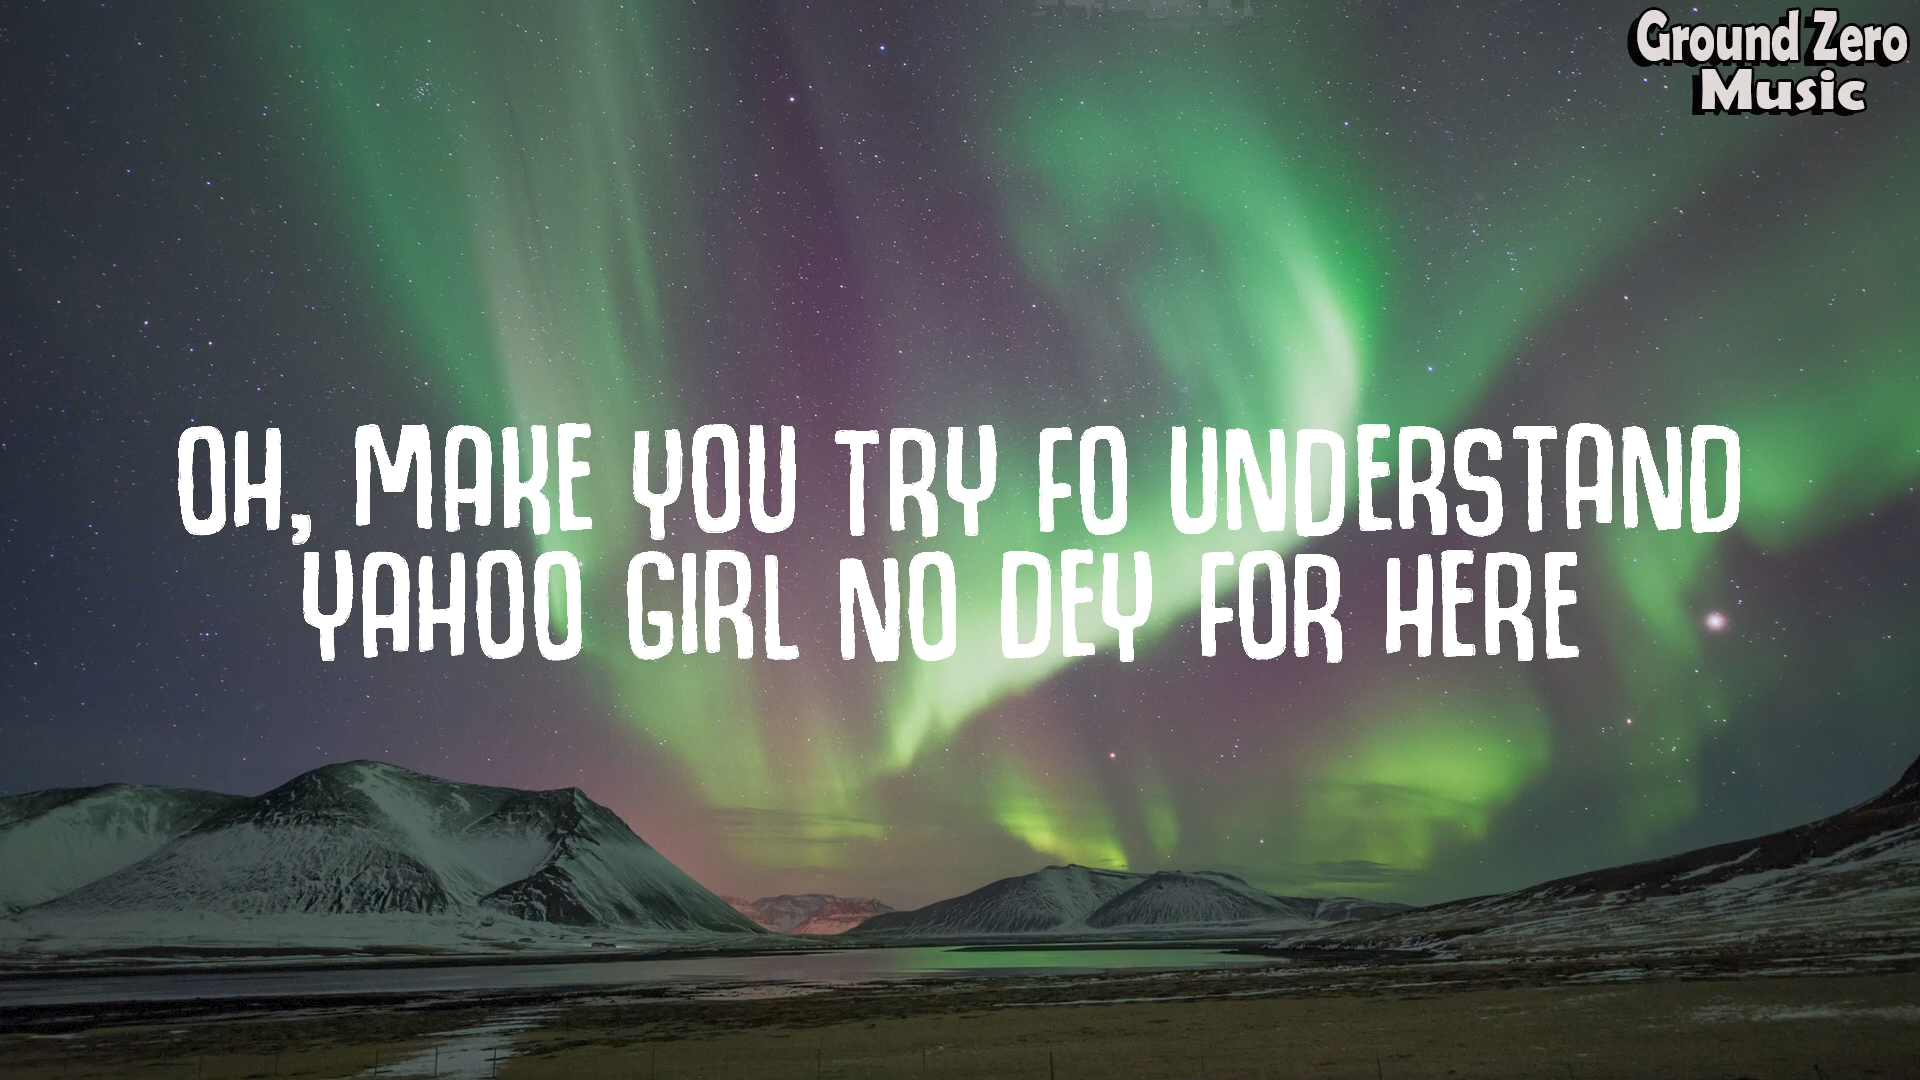 Ground Zero
Music
OH, MAKE YOU TRY FO UNDERSTAND
YAHOO GIRL NO DEY FOR HERE